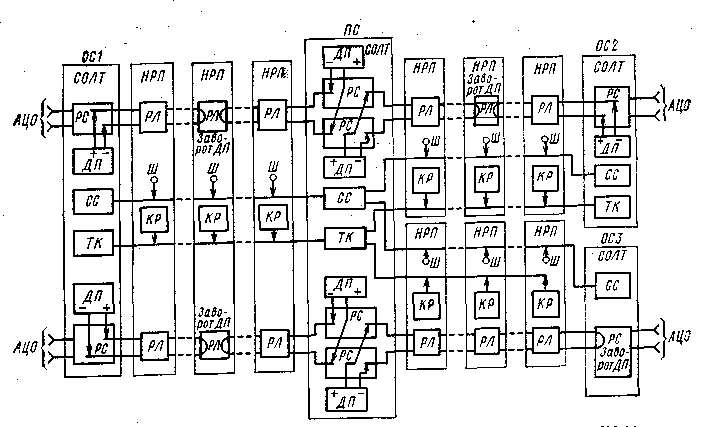 ОС1
ПС
ОС2
СОЛТ
НРП
НРП
НРП
СОЛТ
НРП
НРП
НРП
СОЛТ
ДП
+
Заво-
рот ДП
АЦО
РС
РЛ
РЛ
РЛ
РС
РЛ
РЛ
РЛ
РС
АЦО
Заво-
рот ДП
РС
+
-
ДП
ДП
+
-
ДП
Ш
Ш
Ш
Ш
Ш
Ш
СС
СС
КР
КР
КР
СС
КР
КР
КР
ТК
ТК
ТК
НРП
НРП
НРП
ОС3
СОЛТ
Ш
Ш
Ш
СС
ДП
-
+
ДП
-
+
КР
КР
КР
Заво-
рот ДП
РС
АЦО
РС
РЛ
РЛ
РЛ
РС
РЛ
РЛ
РЛ
РС
Заво-
рот ДП
АЦО
+
ДП
-